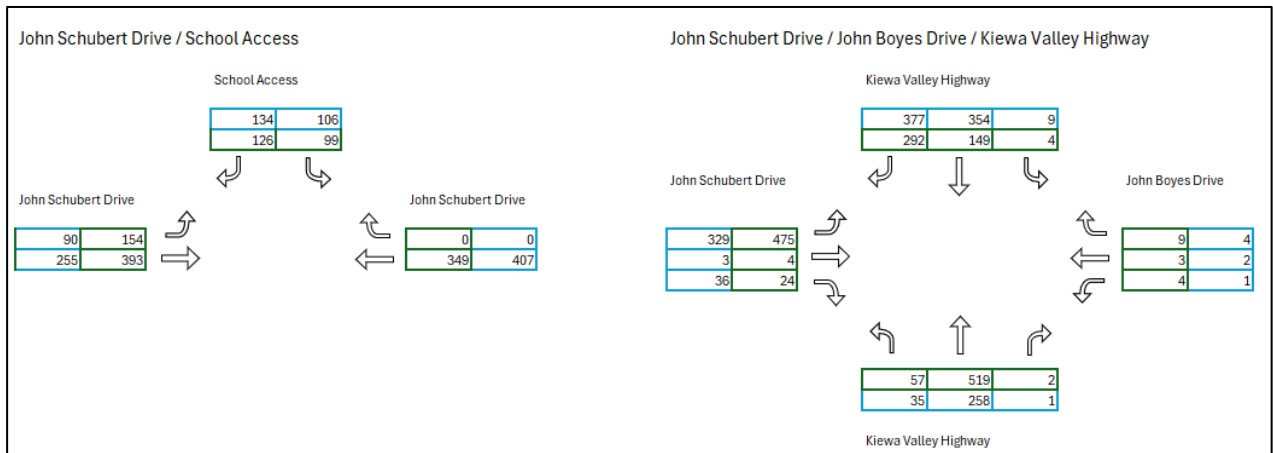 John Schubert Drive / School Access
School Access
134 106
126 99
John Schubert Drive
90 154
255 393
John Schubert Drive
0 0
349 407
John Schubert Drive / John Boyes Drive / Kiewa Valley Highway
Kiewa Valley Highway
377 354 9
292 149 4
John Schubert Drive
329 475
3 4
36 24
John Boyes Drive
9 4
3 2
4 1
57 519 2
35 258 1
Kiewa Valley Highway